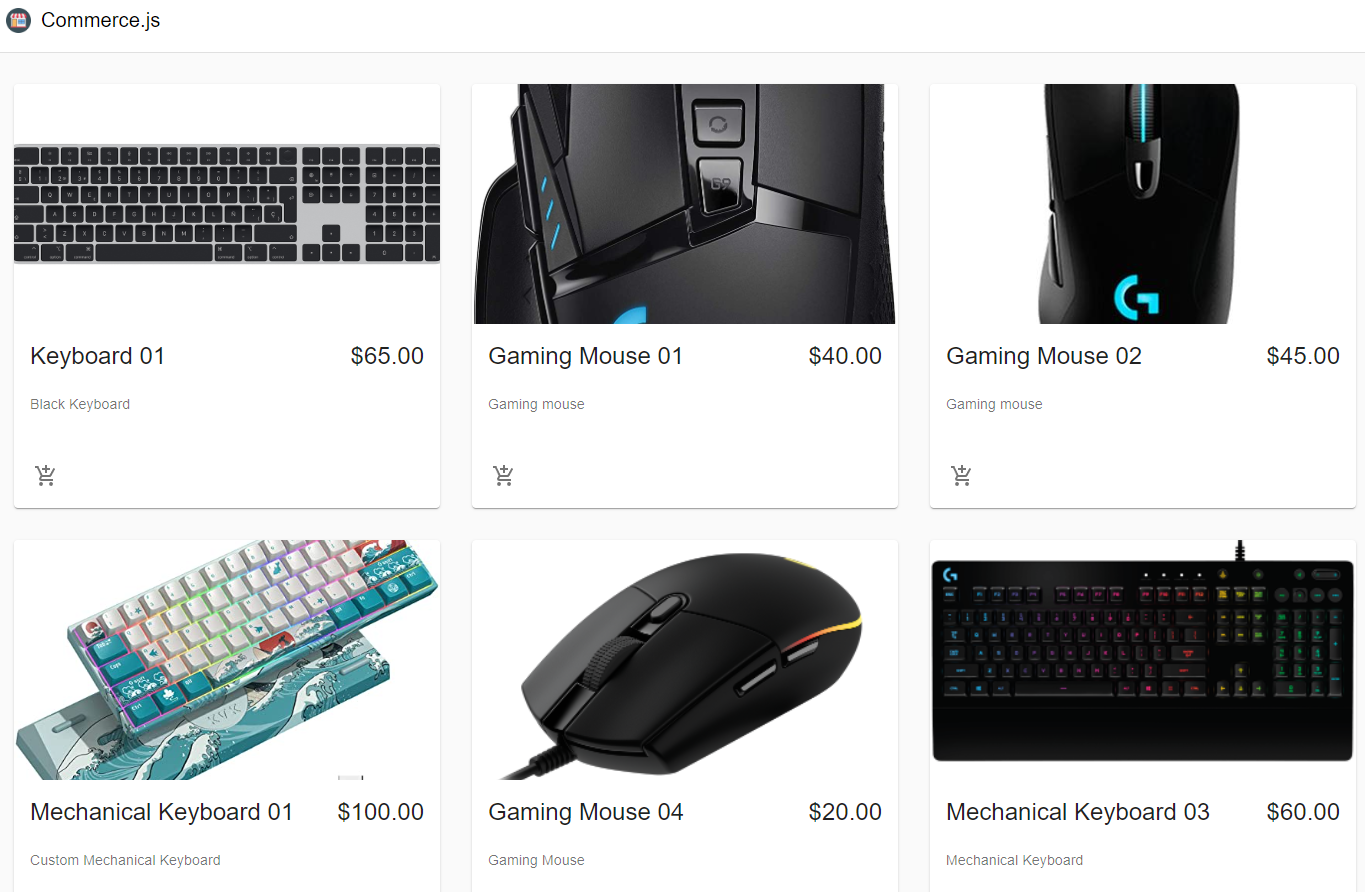 Commerce.js
Keyboard 01 $65.00
Black Keyboard
Gaming Mouse 01 $40.00
Gaming mouse
Gaming Mouse 02 $45.00
Gaming mouse
G9
Mechanical Keyboard 01 $100.00
Custom Mechanical Keyboard
Gaming Mouse 04 $20.00
Gaming Mouse
Mechanical Keyboard 03 $60.00
Mechanical Keyboard